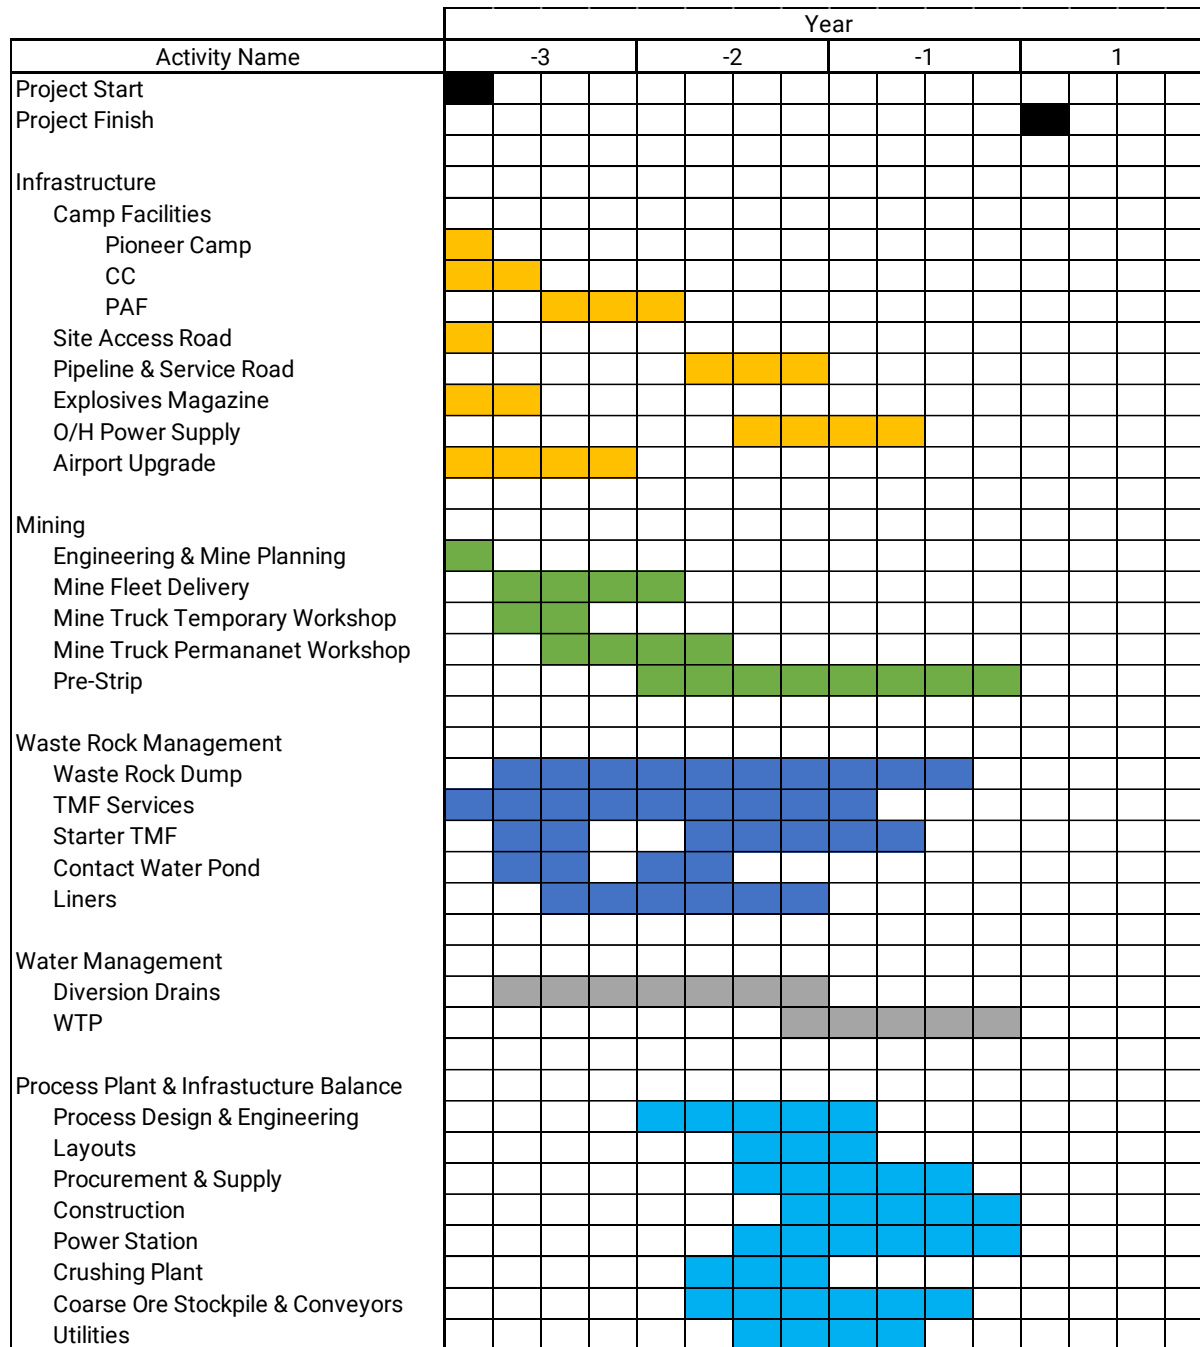 Year
Activity Name -3 -2 -1 1
Project Start
Project Finish
Infrastructure
Camp Facilities
Pioneer Camp
CC
PAF
Site Access Road
Pipeline & Service Road
Explosives Magazine
O/H Power Supply
Airport Upgrade
Mining
Engineering & Mine Planning
Mine Fleet Delivery
Mine Truck Temporary Workshop
Mine Truck Permananet Workshop
Pre-Strip
Waste Rock Management
Waste Rock Dump
TMF Services
Starter TMF
Contact Water Pond
Liners
Water Management
Diversion Drains
WTP
Process Plant & Infrastucture Balance
Process Design & Engineering
Layouts
Procurement & Supply
Construction
Power Station
Crushing Plant
Coarse Ore Stockpile & Conveyors
Utilities